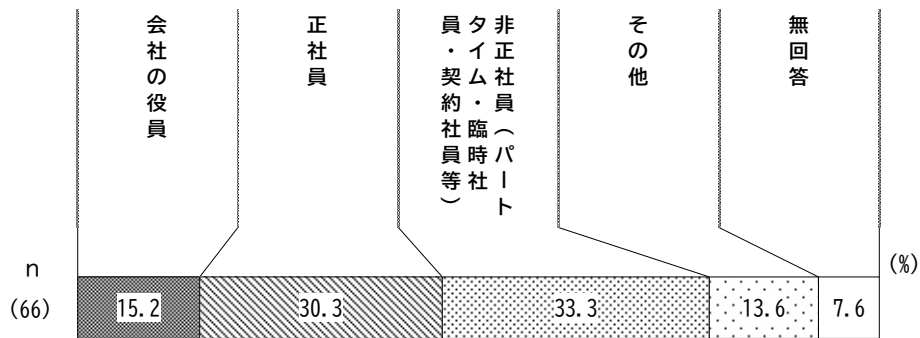 会社の役員
正社員
非正社員(パート
タイム・臨時社
員・契約社員等)
その他
無回答
n
(%)
(66)
15.2
30.3
33.3
13.6
7.6